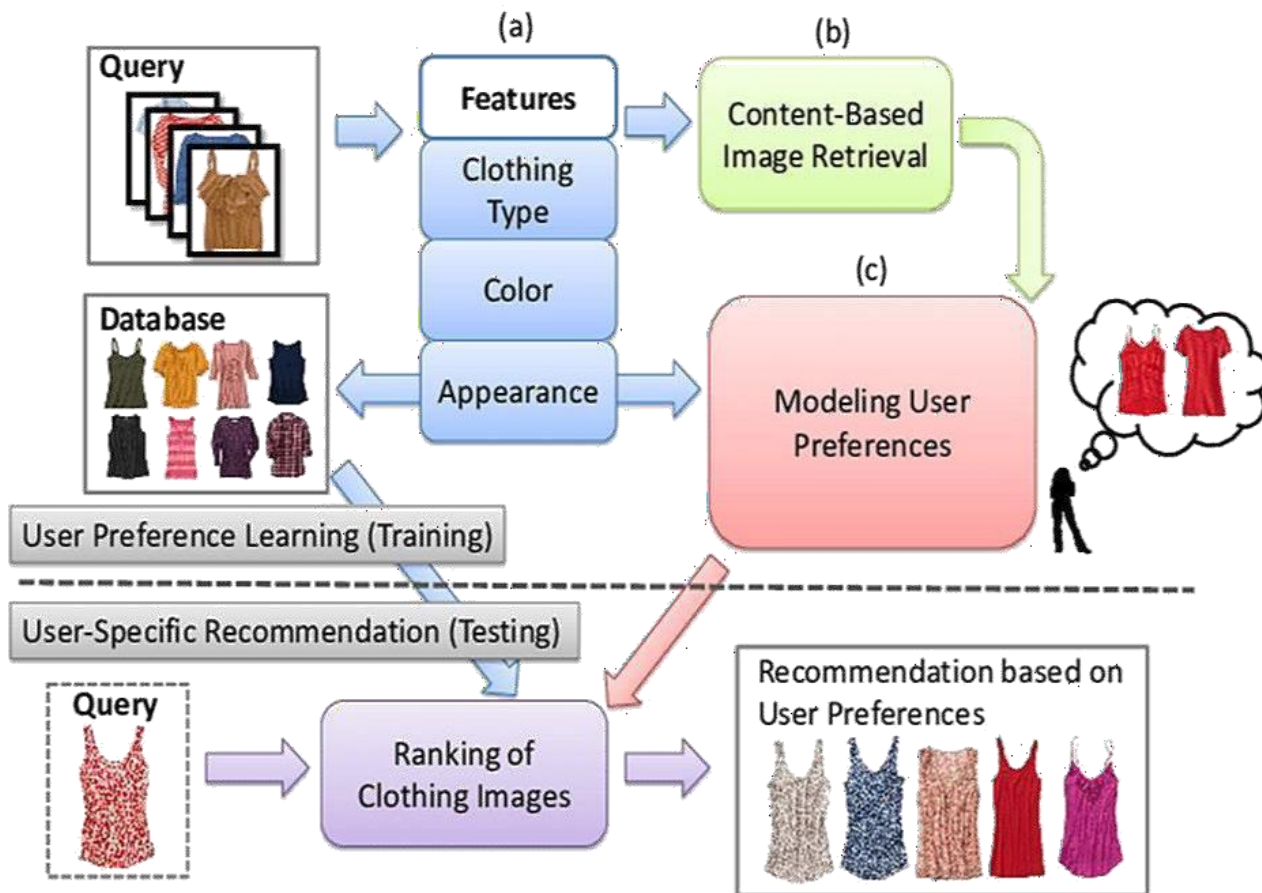 (a)
(b)
Query
Features
Content-Based
Image Retrieval
Clothing
Type
Color
(c)
Database
Appearance
Modeling User
Preferences
User Preference Learning (Training)
User-Specific Recommendation (Testing)
Query
Ranking of
Clothing Images
Recommendation based on
User Preferences